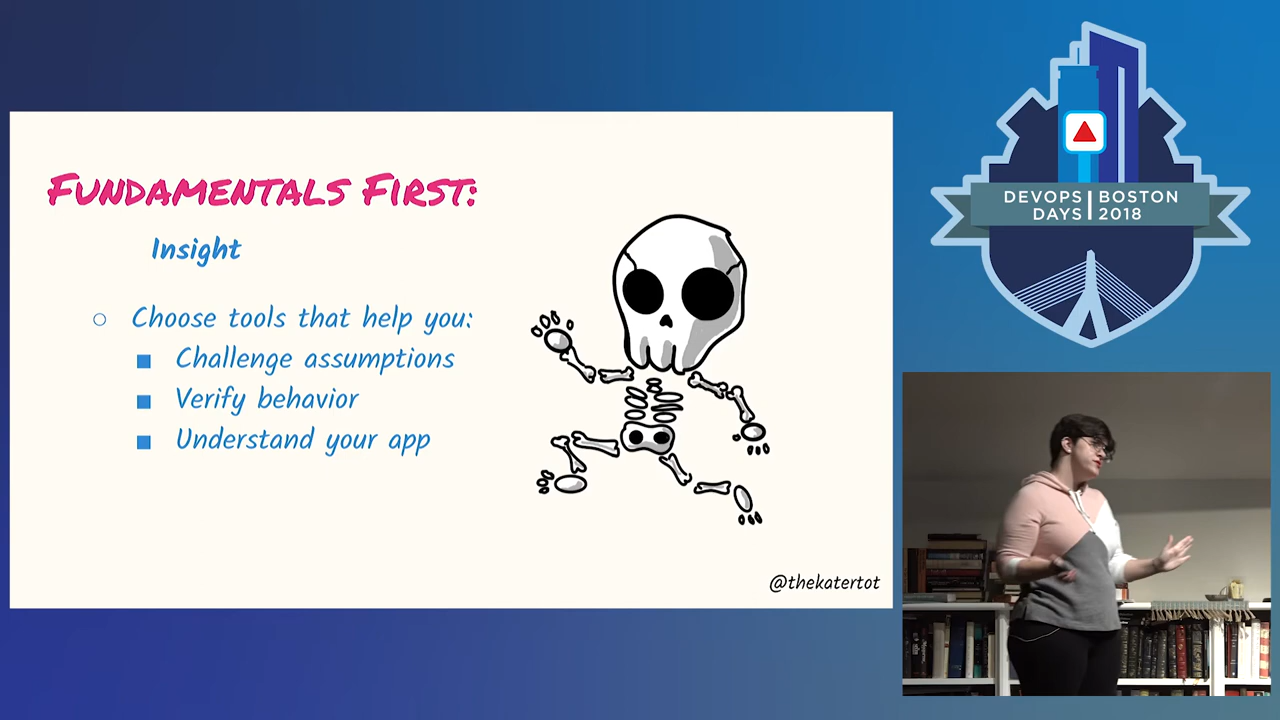 Fundamentals First:
Insight
Choose tools that help you:
Challenge assumptions
Verify behavior
Understand your app
@thekatertot
DEVOPS BOSTON
DAYS 2018